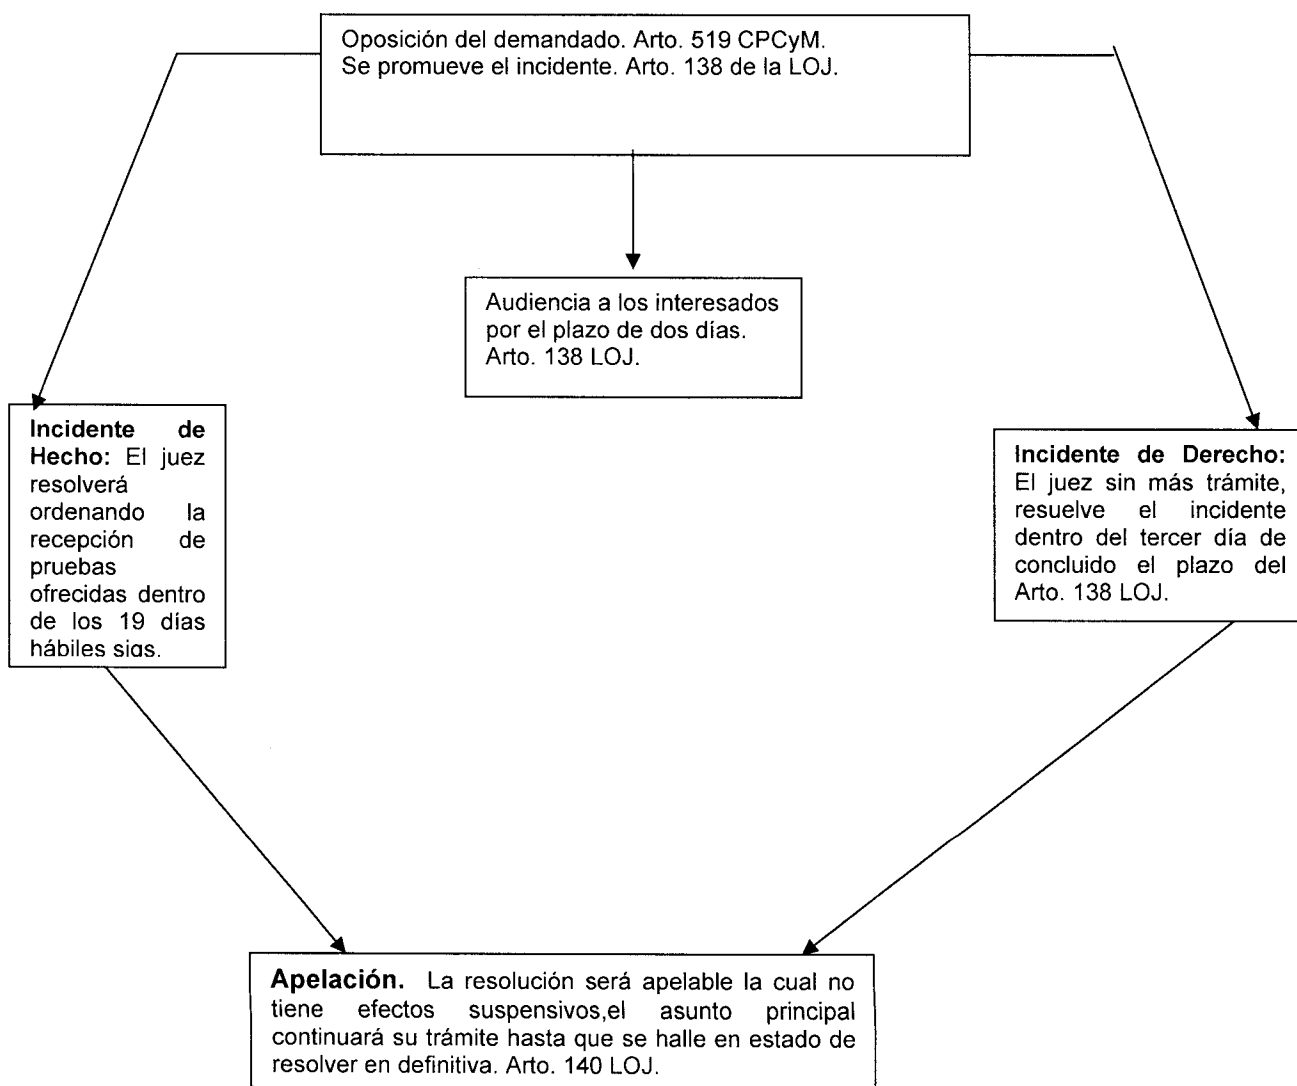 Oposición del demandado. Arto. 519 CPCyM.
Se promueve el incidente. Arto. 138 de la LOJ.
Audiencia a los interesados
por el plazo de dos días.
Arto. 138 LOJ.
Incidente de
Hecho: El juez
resolverá
ordenando la
recepción de
pruebas
ofrecidas dentro
de los 19 días
hábiles sigs.
Incidente de Derecho:
El juez sin más trámite,
resuelve el incidente
dentro del tercer día de
concluido el plazo del
Arto. 138 LOJ.
Apelación. La resolución será apelable la cual no
tiene efectos suspensivos,el asunto principal
continuará su trámite hasta que se halle en estado de
resolver en definitiva. Arto. 140 LOJ.